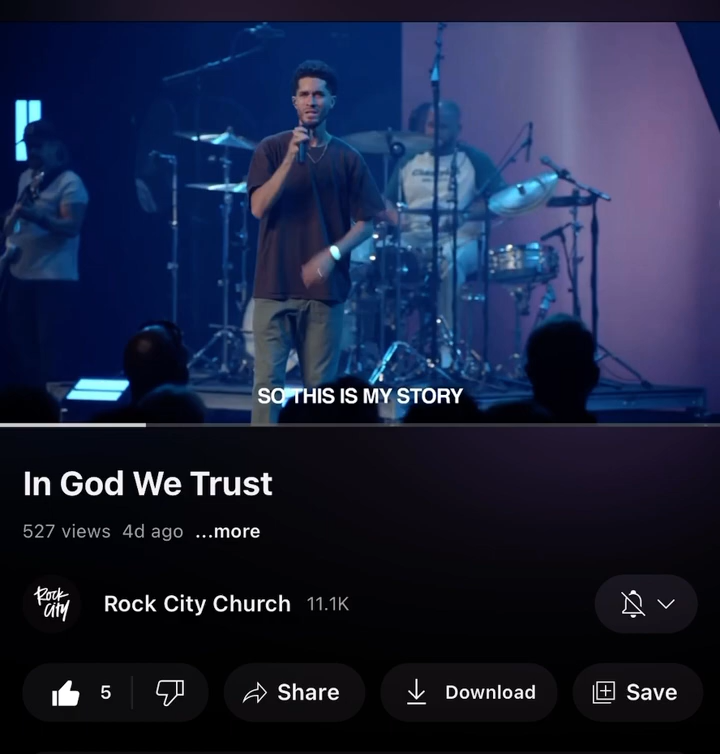 SO THIS IS MY STORY
In God We Trust
527 views 4d ago ...more
Rock City
Rock City Church 11.1K
5 Share Download Save